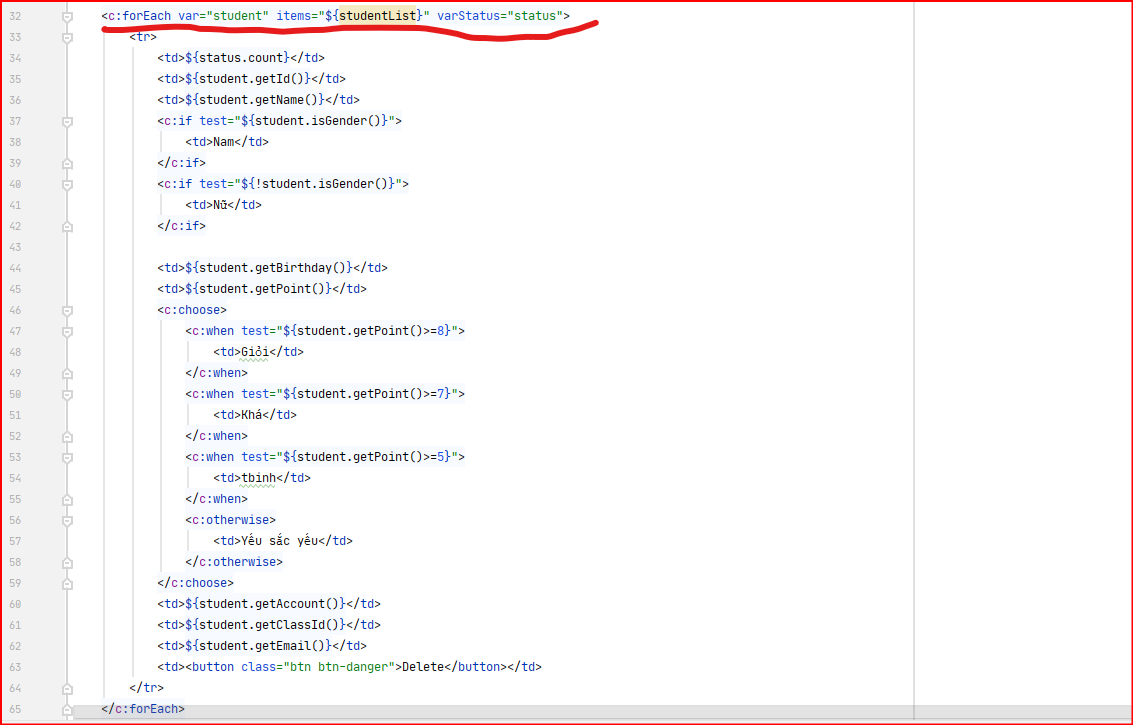 32 <c:forEach var="student" items="${studentList}" varStatus="status">
33 <tr>
34 <td>${status.count}</td>
35 <td>${student.getId()}</td>
36 <td>${student.getName()}</td>
37 <c:if test="${student.isGender()}">
38 <td>Nam</td>
39 </c:if>
40 <c:if test="${!student.isGender()}">
41 <td>Nữ</td>
42 </c:if>
43
44 <td>${student.getBirthday()}</td>
45 <td>${student.getPoint()}</td>
46 <c:choose>
47 <c:when test="${student.getPoint()>=8}">
48 <td>Giỏi</td>
49 </c:when>
50 <c:when test="${student.getPoint()>=7}">
51 <td>Khá</td>
52 </c:when>
53 <c:when test="${student.getPoint()>=5}">
54 <td>tbinh</td>
55 </c:when>
56 <c:otherwise>
57 <td>Yếu sắc yếu</td>
58 </c:otherwise>
59 </c:choose>
60 <td>${student.getAccount()}</td>
61 <td>${student.getClassId()}</td>
62 <td>${student.getEmail()}</td>
63 <td><button class="btn btn-danger">Delete</button></td>
64 </tr>
65 </c:forEach>